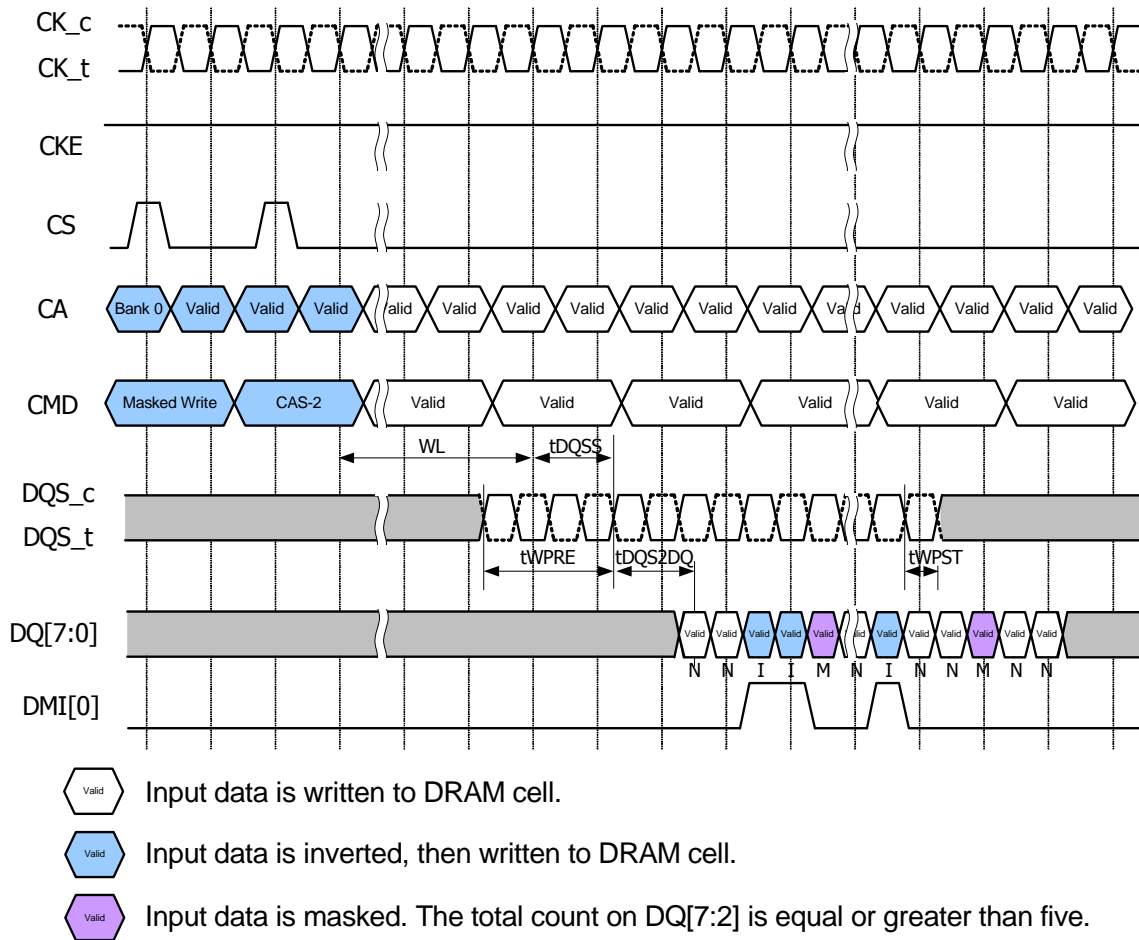 CK_c
CK_t
CKE
CS
CA Bank 0 Valid Valid Valid Valid Valid Valid Valid Valid Valid Valid Valid Valid Valid Valid Valid
CMD Masked Write CAS-2 Valid Valid Valid Valid Valid Valid
WL tDQSS
DQS_c
DQS_t
tWPRE tDQS2DQ tWPST
DQ[7:0] Valid Valid Valid Valid Valid Valid Valid Valid Valid Valid Valid Valid
N N I I M N I N N M N N
DMI[0]
Valid Input data is written to DRAM cell.
Valid Input data is inverted, then written to DRAM cell.
Valid Input data is masked. The total count on DQ[7:2] is equal or greater than five.